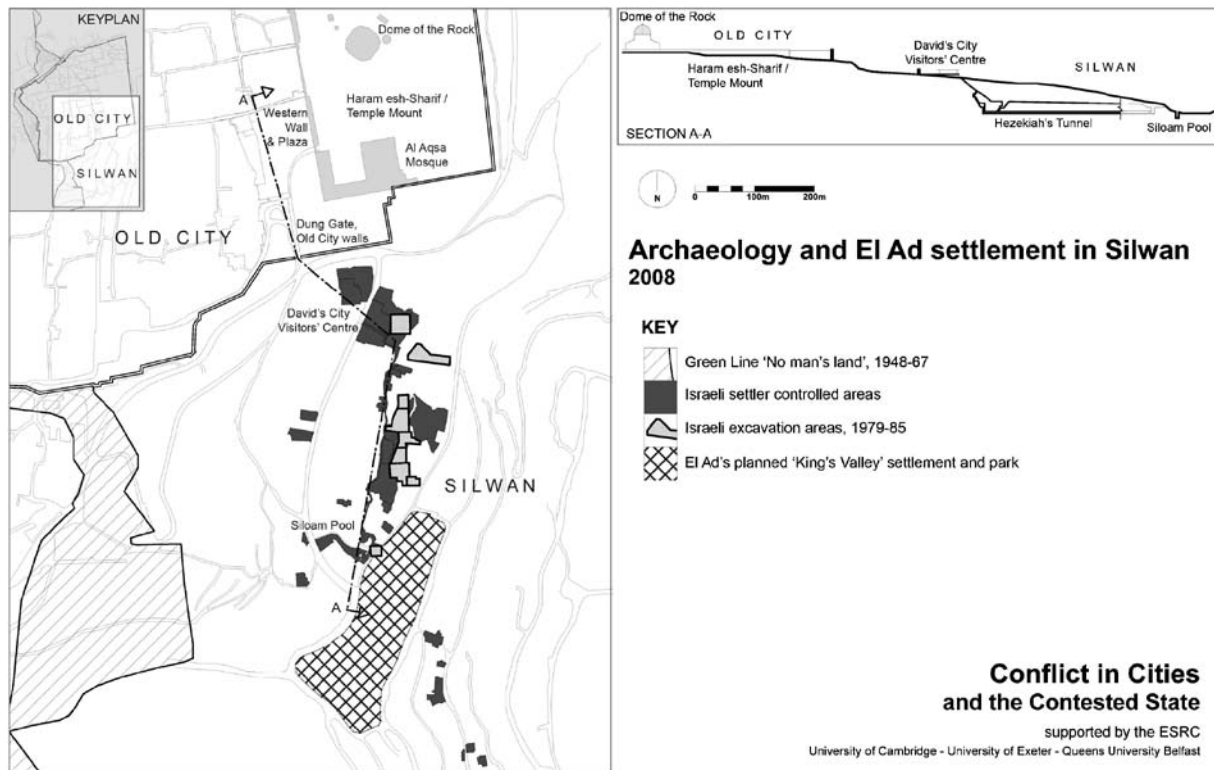 KEYPLAN
OLD CITY
SILWAN
Dome of the Rock
A
Western
Wall
& Plaza
Haram esh-Sharif /
Temple Mount
Al Aqsa
Mosque
OLD CITY
Dung Gate,
Old City walls
David's City
Visitors' Centre
SILWAN
Siloam Pool
A
Dome of the Rock
OLD CITY
Haram esh-Sharif /
Temple Mount
David's City
Visitors' Centre
SILWAN
Hezekiah's Tunnel
Siloam Pool
SECTION A-A
N
0 100m 200m
Archaeology and El Ad settlement in Silwan
2008
KEY
Green Line 'No man's land', 1948-67
Israeli settler controlled areas
Israeli excavation areas, 1979-85
El Ad's planned 'King's Valley' settlement and park
Conflict in Cities
and the Contested State
supported by the ESRC
University of Cambridge - University of Exeter - Queens University Belfast